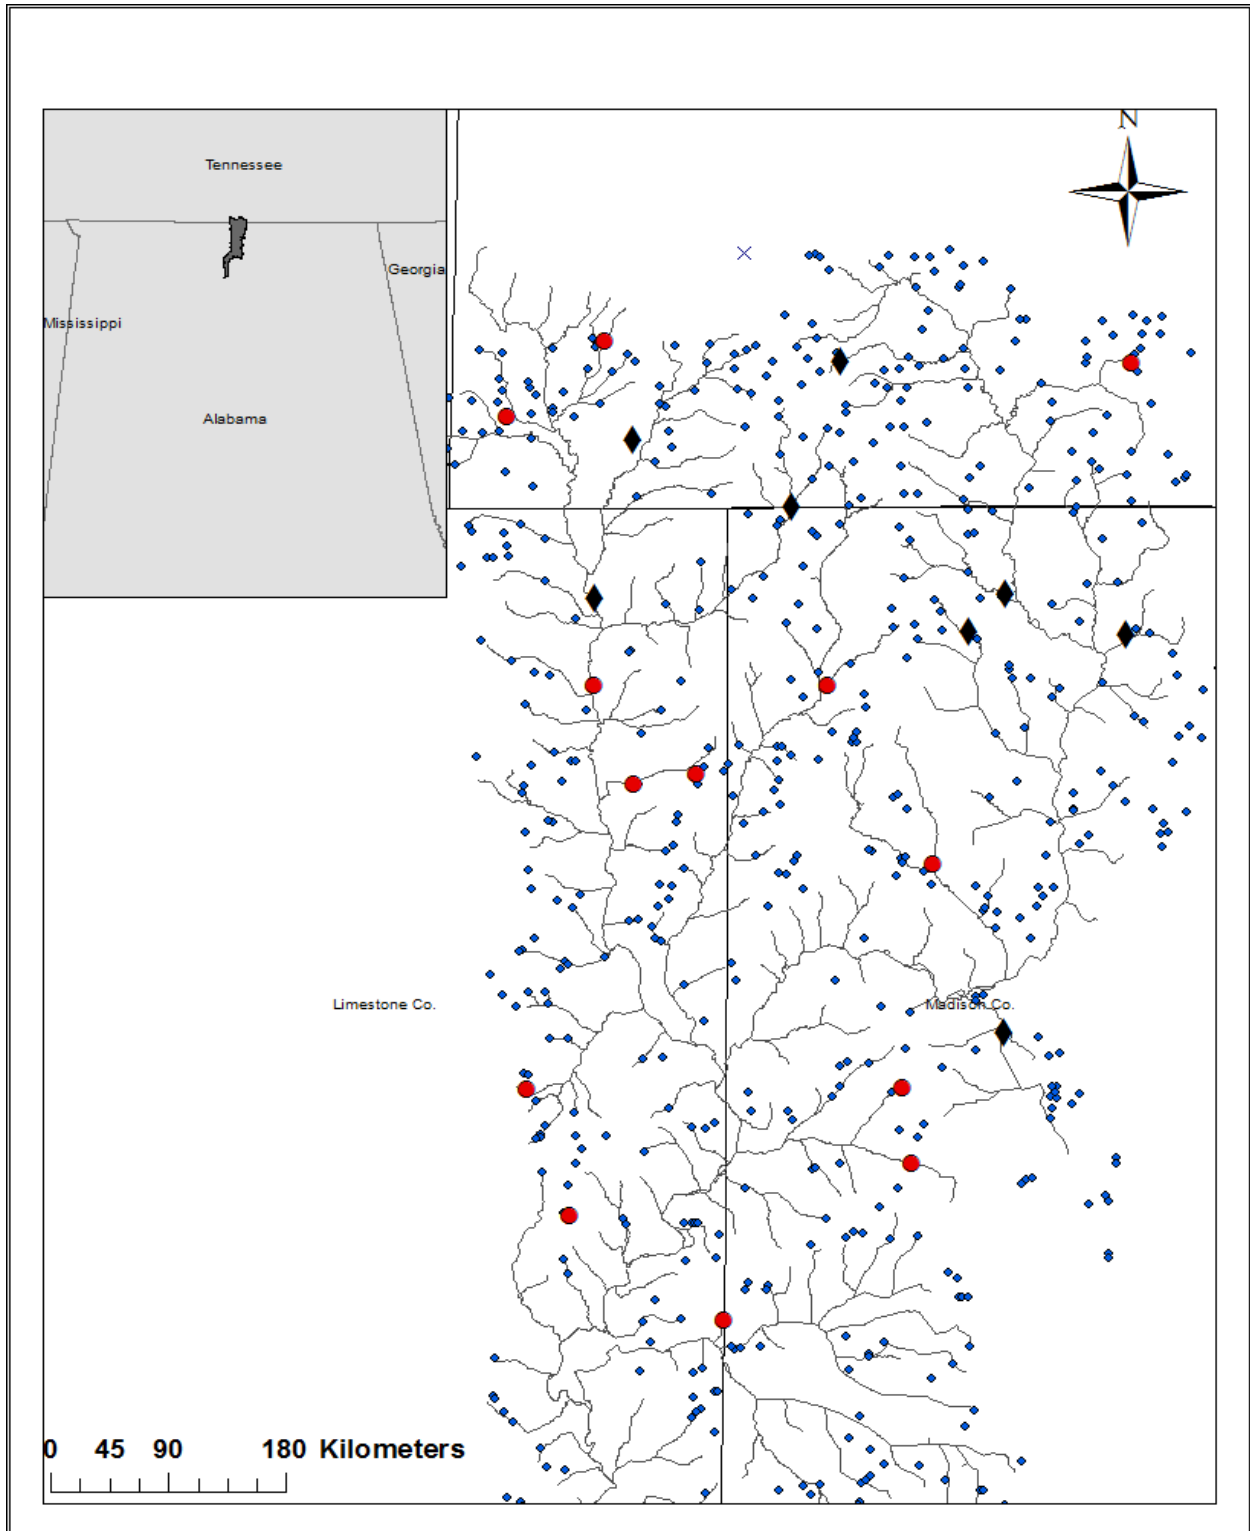 N
Tennessee
Georgia
Mississippi
Alabama
Limestone Co.
Madison Co.
0 45 90 180 Kilometers